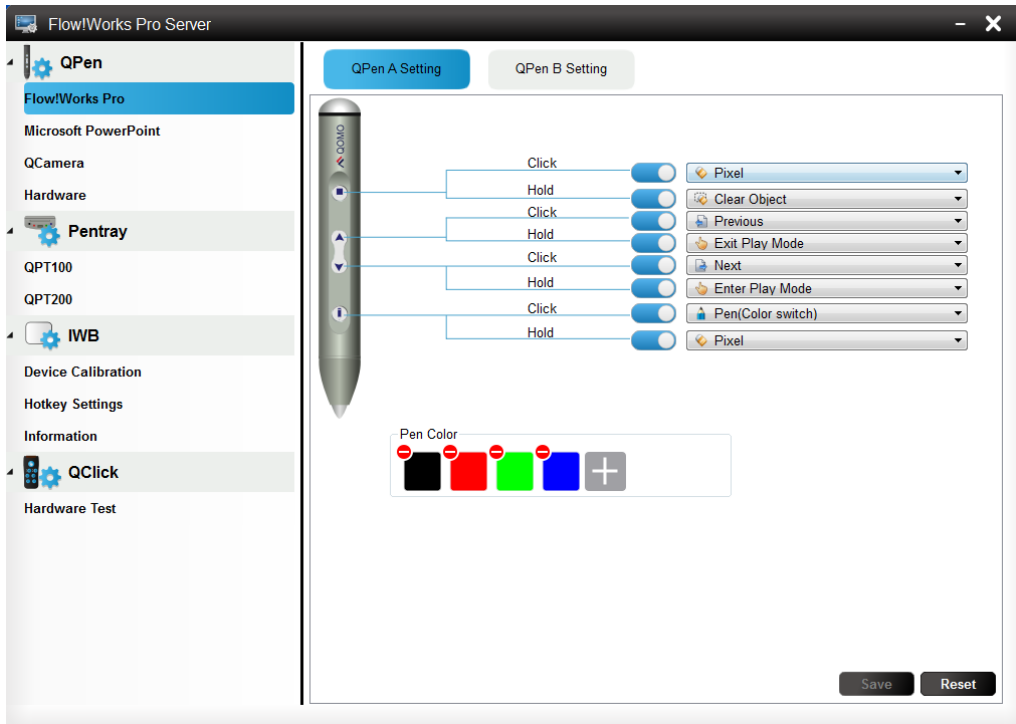 Flow!Works Pro Server
QPen
Flow!Works Pro
Microsoft PowerPoint
QCamera
Hardware
Pentray
QPT100
QPT200
IWB
Device Calibration
Hotkey Settings
Information
QClick
Hardware Test
QPen A Setting
QPen B Setting
QOMO
Click
Pixel
Hold
Clear Object
Click
Previous
Hold
Exit Play Mode
Click
Next
Hold
Enter Play Mode
Click
Pen(Color switch)
Hold
Pixel
Pen Color
Save
Reset